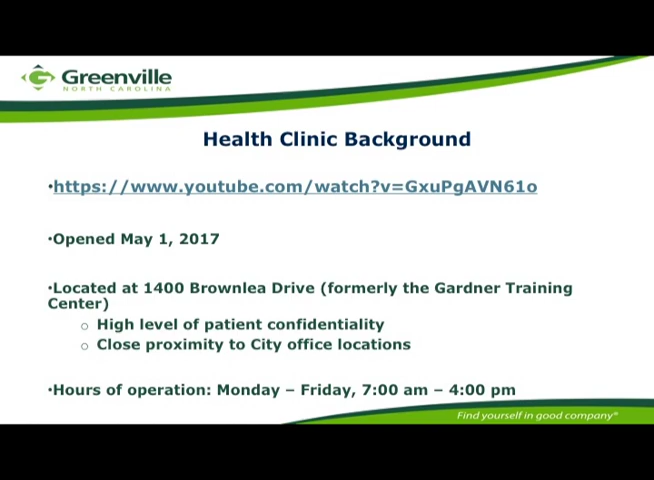 Greenville
NORTH CAROLINA
Health Clinic Background
•https://www.youtube.com/watch?v=GxuPgAVN61o
•Opened May 1, 2017
•Located at 1400 Brownlea Drive (formerly the Gardner Training
Center)
o High level of patient confidentiality
o Close proximity to City office locations
•Hours of operation: Monday – Friday, 7:00 am – 4:00 pm
Find yourself in good company®